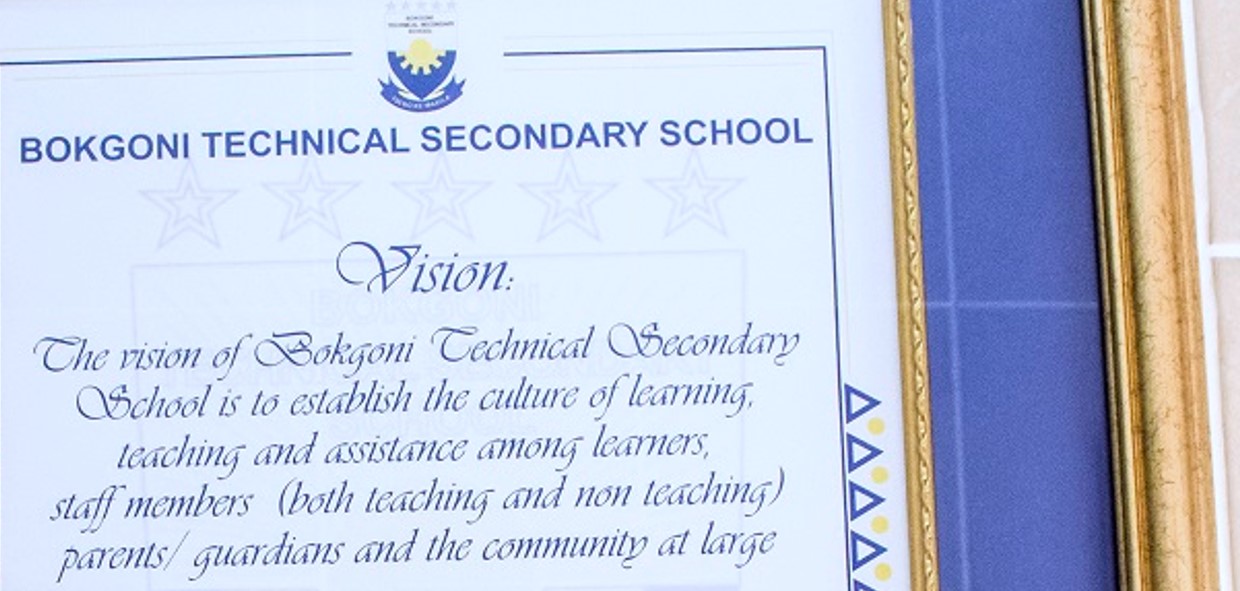 BOKGONI
TECHNICAL SECONDARY
SCHOOL
BOKGONI TECHNICAL SECONDARY SCHOOL
Vision:
The vision of Bokgoni Technical Secondary
School is to establish the culture of learning,
teaching and assistance among learners,
staff members (both teaching and non teaching)
parents/ guardians and the community at large